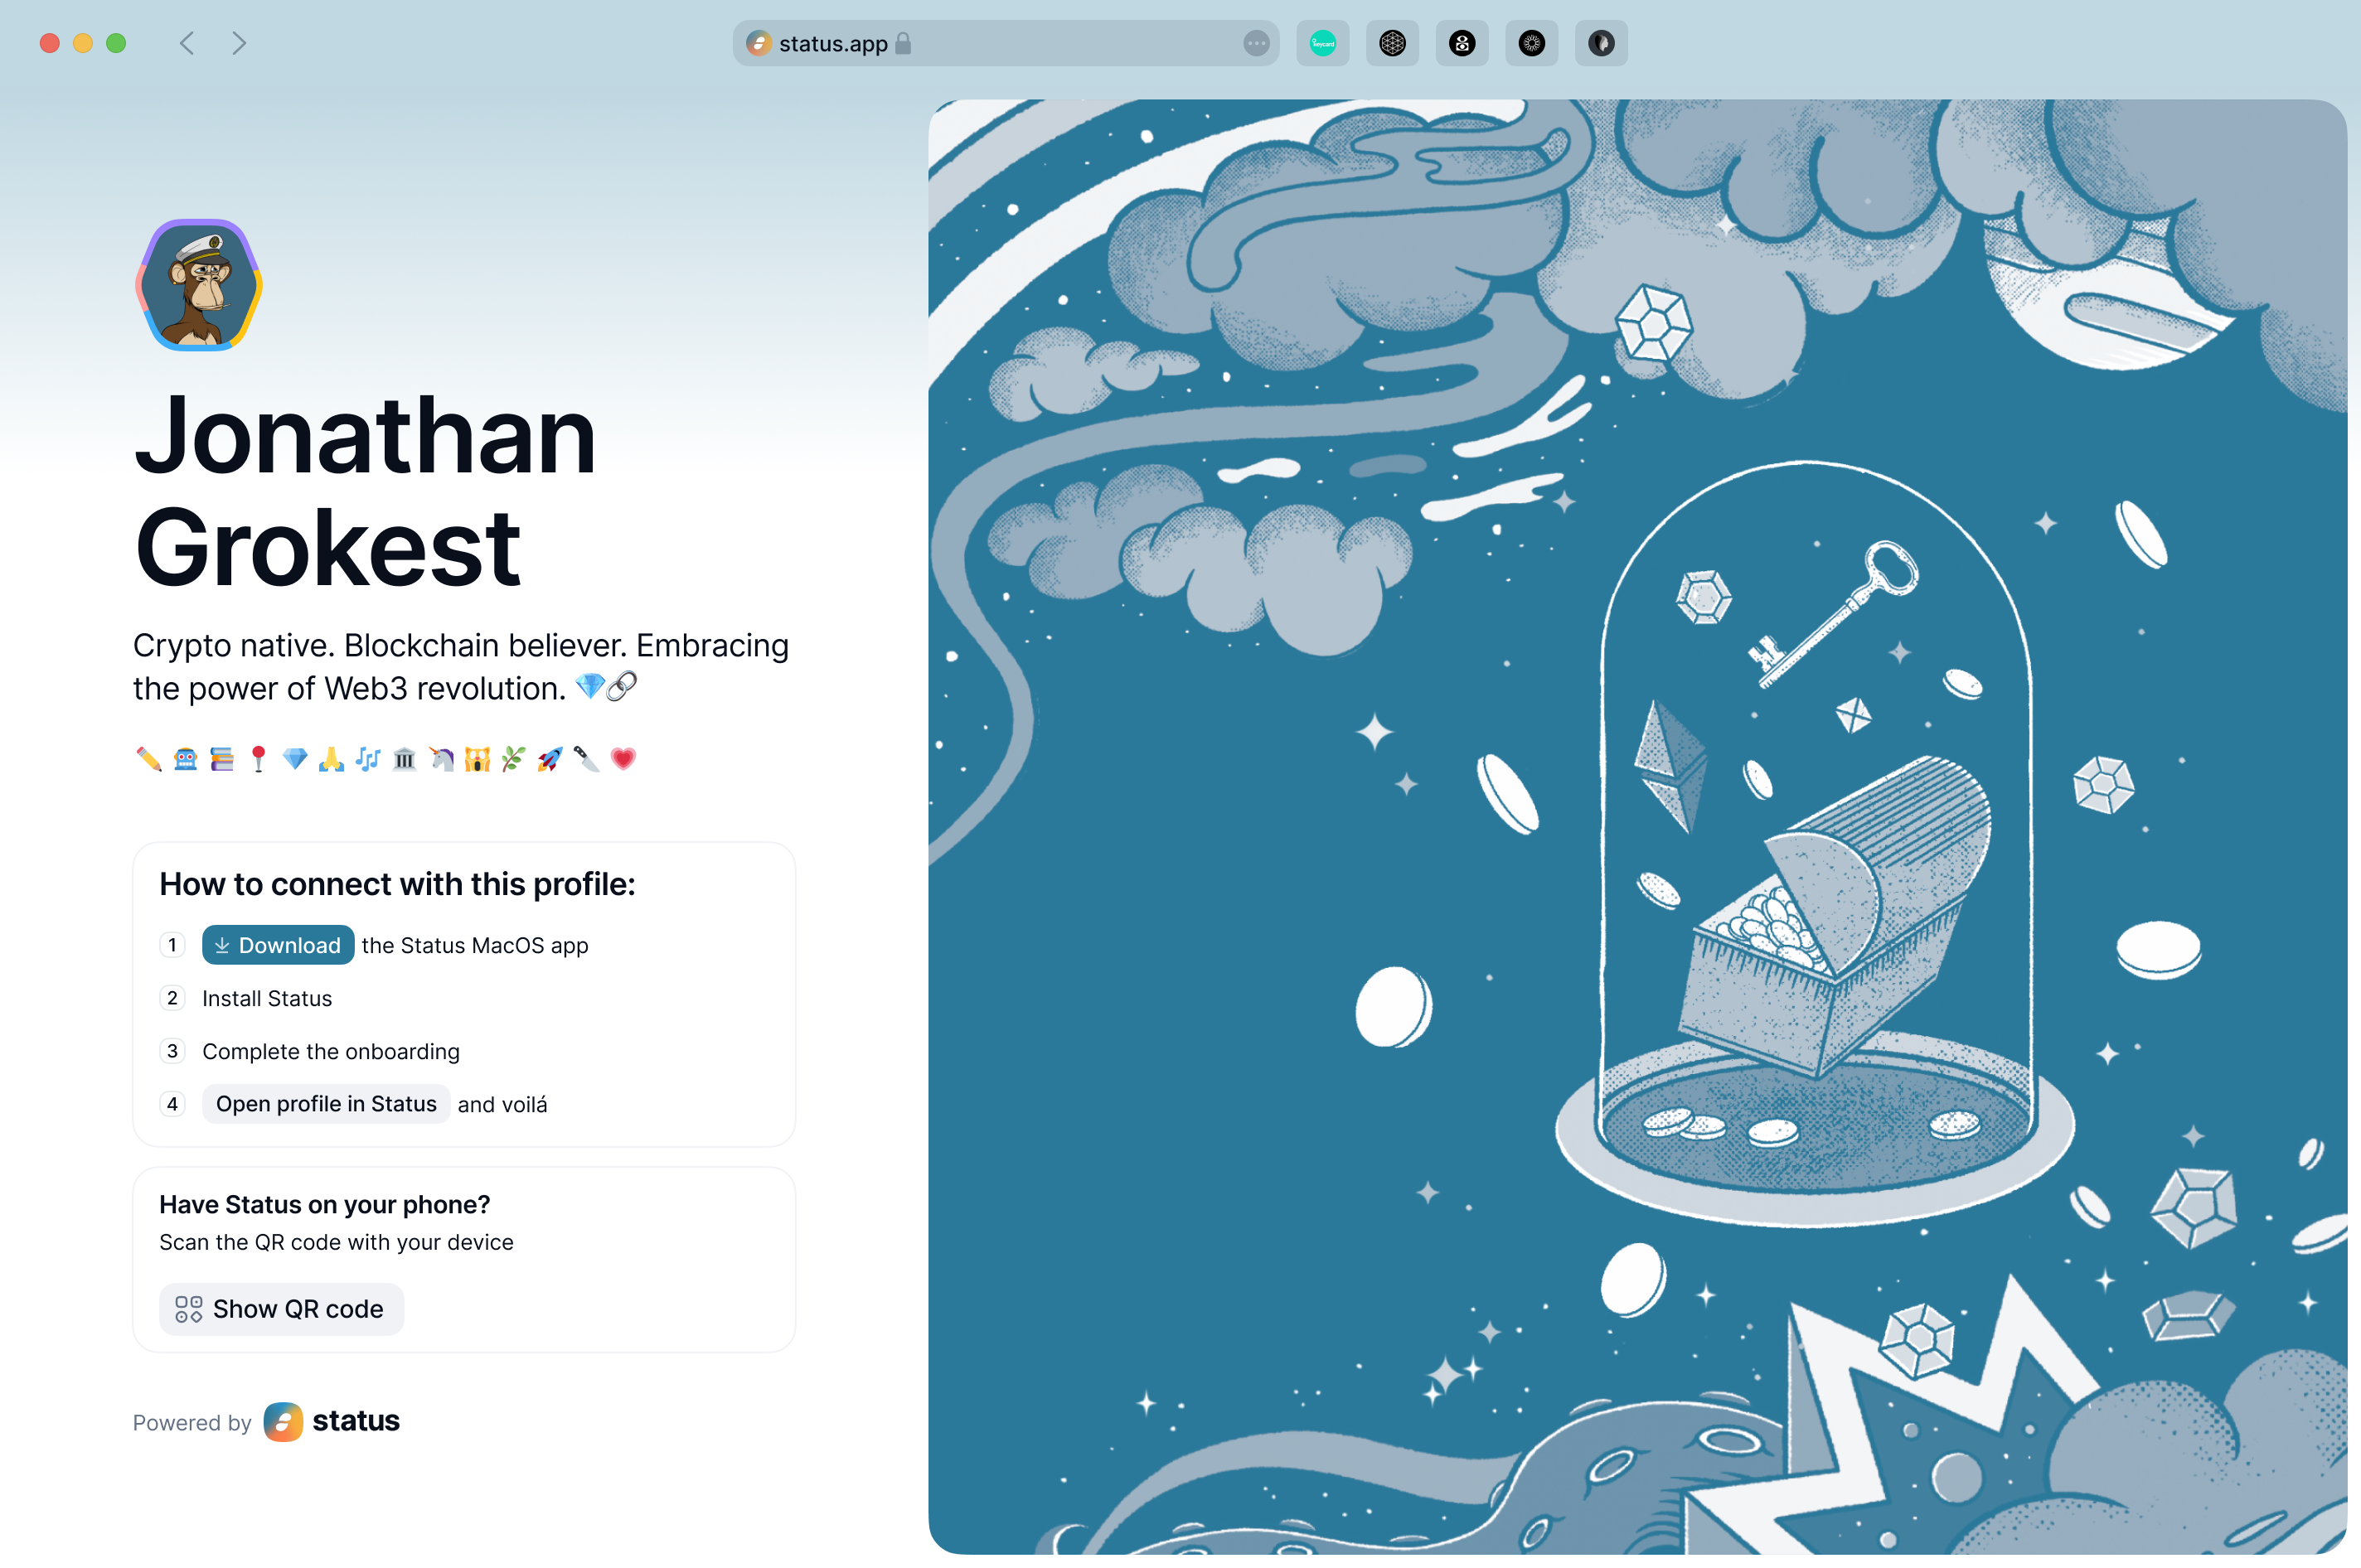 status.app
keycard
Jonathan
Grokest
Crypto native. Blockchain believer. Embracing
the power of Web3 revolution. 💎🔗
✏️🤖📚📍💎🙏🎶🏛️🦄🙀🌿🚀🔪💗
How to connect with this profile:
1 Download the Status MacOS app
2 Install Status
3 Complete the onboarding
4 Open profile in Status and voilá
Have Status on your phone?
Scan the QR code with your device
Show QR code
Powered by status